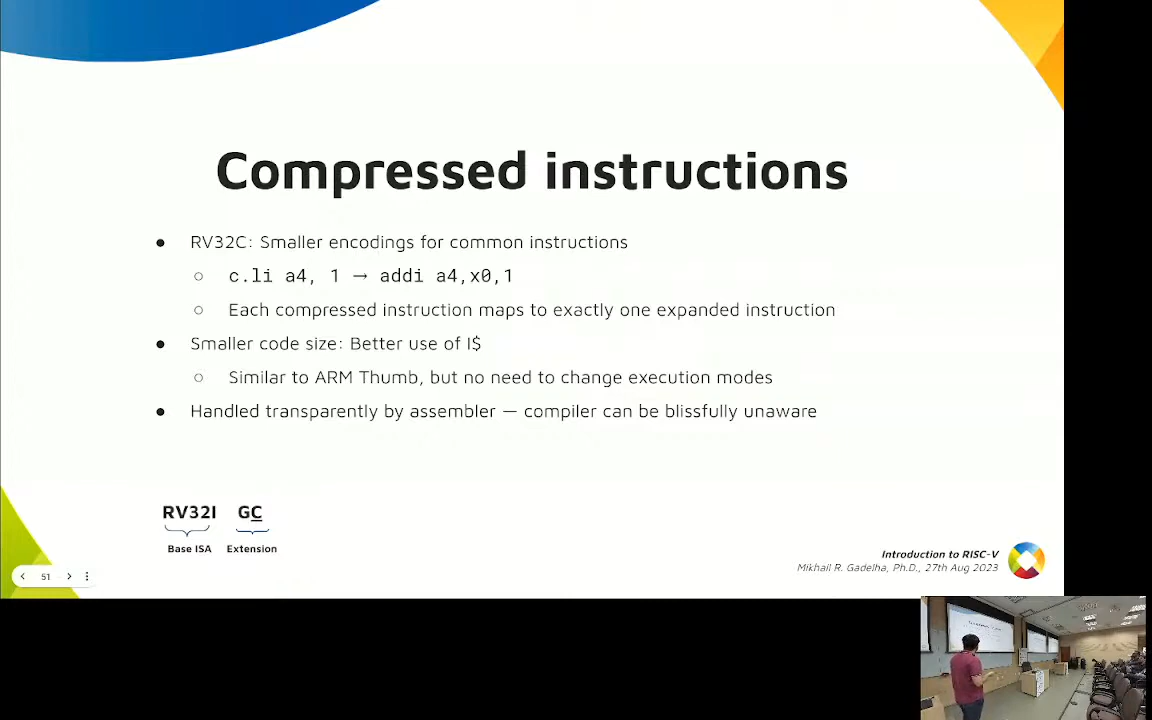 Compressed instructions
● RV32C: Smaller encodings for common instructions
○ c.li a4, 1 → addi a4,x0,1
○ Each compressed instruction maps to exactly one expanded instruction
● Smaller code size: Better use of I$
○ Similar to ARM Thumb, but no need to change execution modes
● Handled transparently by assembler — compiler can be blissfully unaware
RV32I GC
Base ISA Extension
51
Introduction to RISC-V
Mikhail R. Gadelha, Ph.D., 27th Aug 2023